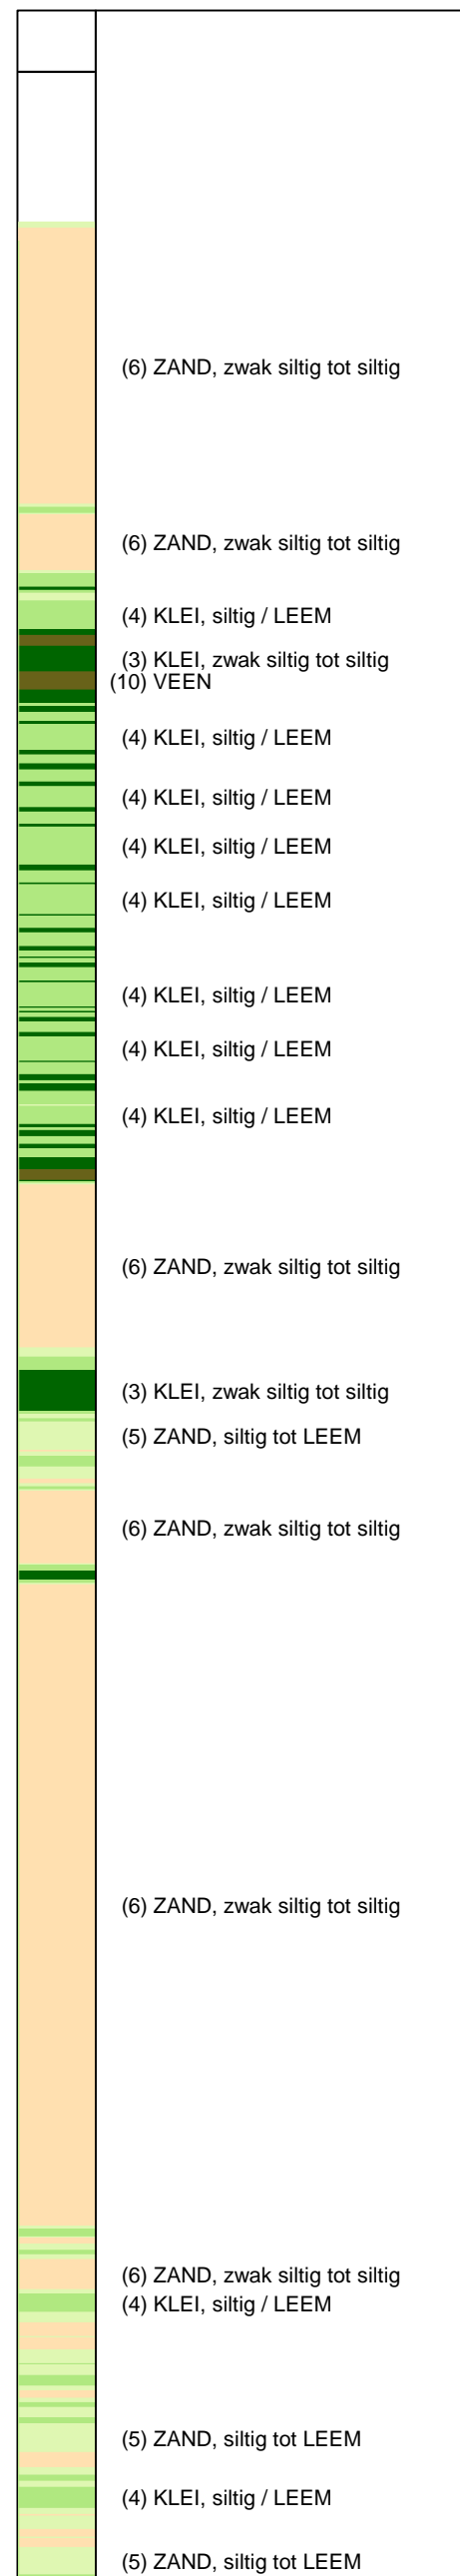 (6) ZAND, zwak siltig tot siltig
(6) ZAND, zwak siltig tot siltig
(4) KLEI, siltig / LEEM
(3) KLEI, zwak siltig tot siltig
(10) VEEN
(4) KLEI, siltig / LEEM
(4) KLEI, siltig / LEEM
(4) KLEI, siltig / LEEM
(4) KLEI, siltig / LEEM
(4) KLEI, siltig / LEEM
(4) KLEI, siltig / LEEM
(4) KLEI, siltig / LEEM
(6) ZAND, zwak siltig tot siltig
(3) KLEI, zwak siltig tot siltig
(5) ZAND, siltig tot LEEM
(6) ZAND, zwak siltig tot siltig
(6) ZAND, zwak siltig tot siltig
(6) ZAND, zwak siltig tot siltig
(4) KLEI, siltig / LEEM
(5) ZAND, siltig tot LEEM
(4) KLEI, siltig / LEEM
(5) ZAND, siltig tot LEEM